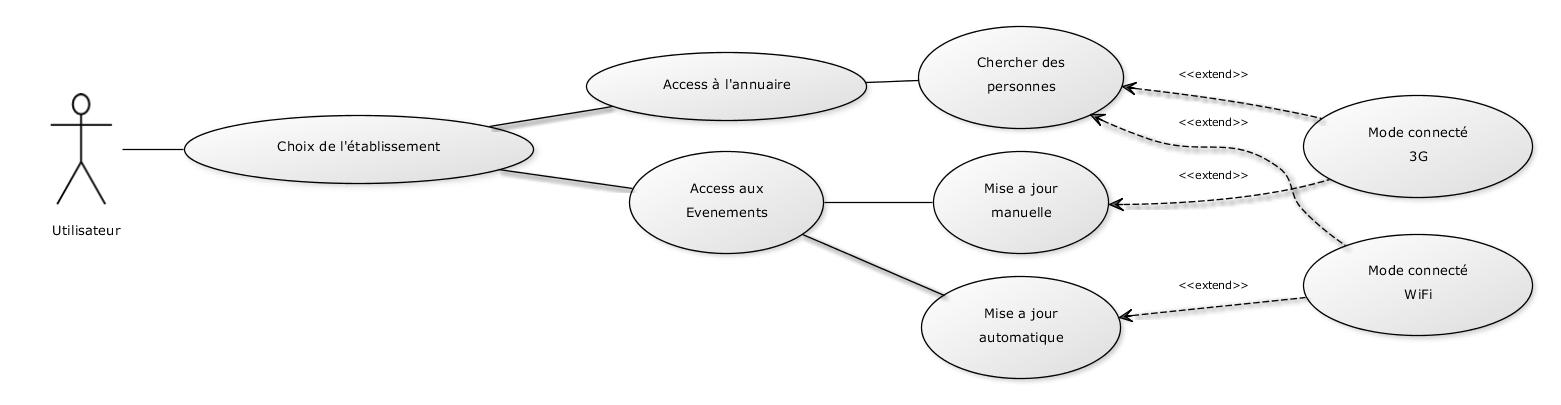 Utilisateur
Choix de l'établissement
Access à l'annuaire
Access aux
Evenements
Chercher des
personnes
Mise a jour
manuelle
Mise a jour
automatique
<<extend>>
<<extend>>
<<extend>>
<<extend>>
Mode connecté
3G
Mode connecté
WiFi